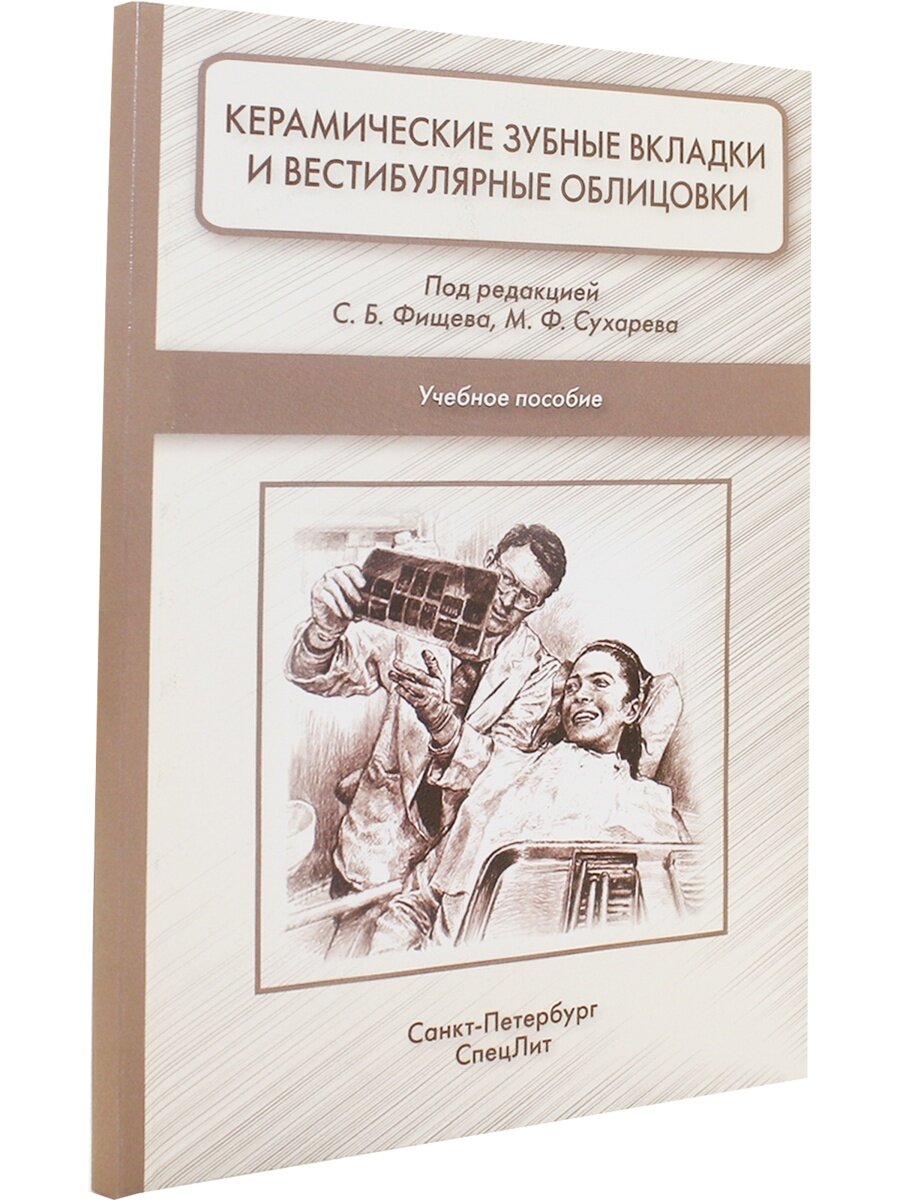 КЕРАМИЧЕСКИЕ ЗУБНЫЕ ВКЛАДКИ
И ВЕСТИБУЛЯРНЫЕ ОБЛИЦОВКИ
Под редакцией
С. Б. Фищева, М. Ф. Сухарева
Учебное пособие
Санкт-Петербург
СпецЛит